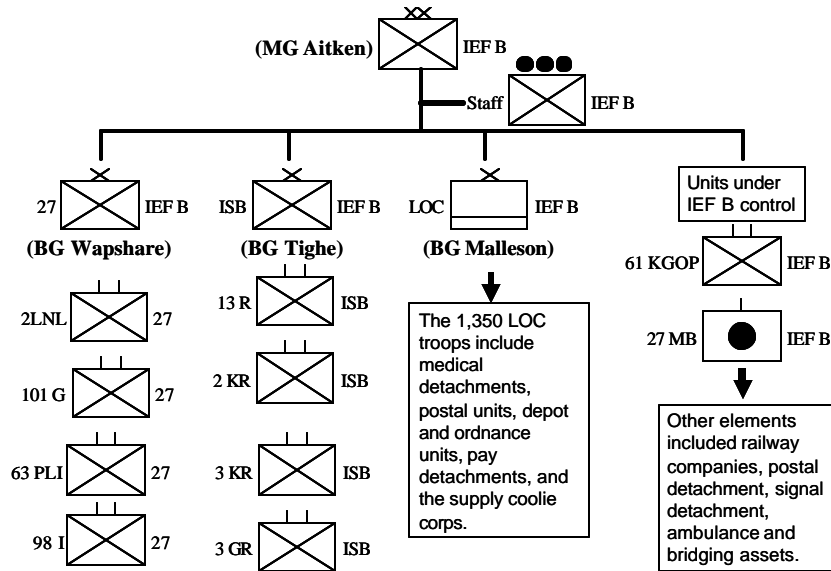 (MG Aitken) IEF B
Staff IEF B
27 IEF B
(BG Wapshare)
2LNL 27
101 G 27
63 PLI 27
98 I 27
ISB IEF B
(BG Tighe)
13 R ISB
2 KR ISB
3 KR ISB
3 GR ISB
LOC IEF B
(BG Malleson)
The 1,350 LOC
troops include
medical
detachments,
postal units, depot
and ordnance
units, pay
detachments, and
the supply coolie
corps.
Units under
IEF B control
61 KGOP IEF B
27 MB IEF B
Other elements
included railway
companies, postal
detachment, signal
detachment,
ambulance and
bridging assets.